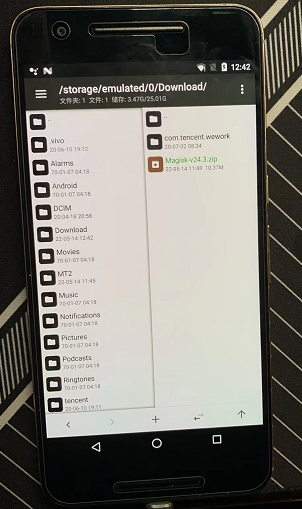 12:42
/storage/emulated/0/Download/
文件夹: 1 文件: 1 储存: 3.47G/25.01G
..
.vivo
20-06-10 19:12
Alarms
70-01-07 04:18
Android
70-01-07 04:18
DCIM
20-04-18 20:58
Download
22-05-14 12:42
Movies
70-01-07 04:18
MT2
22-05-14 11:45
Music
70-01-07 04:18
Notifications
70-01-07 04:18
Pictures
70-01-07 04:18
Podcasts
70-01-07 04:18
Ringtones
70-01-07 04:18
tencent
20-06-10 19:11
..
com.tencent.wework
20-07-02 08:34
Magisk-v24.3.zip
22-05-14 11:48 10.37M